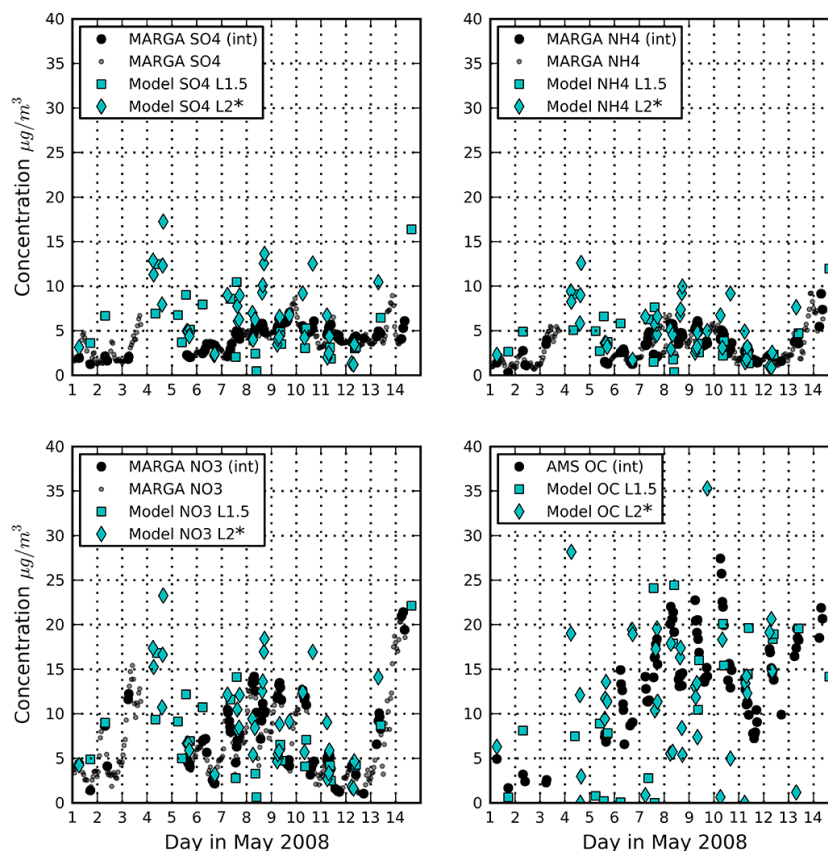 40
35
30
25
20
15
10
5
0
Concentration μg/m³
MARGA SO4 (int)
MARGA SO4
Model SO4 L1.5
Model SO4 L2*
1 2 3 4 5 6 7 8 9 10 11 12 13 14
40
35
30
25
20
15
10
5
0
MARGA NH4 (int)
MARGA NH4
Model NH4 L1.5
Model NH4 L2*
1 2 3 4 5 6 7 8 9 10 11 12 13 14
40
35
30
25
20
15
10
5
0
Concentration μg/m³
MARGA NO3 (int)
MARGA NO3
Model NO3 L1.5
Model NO3 L2*
1 2 3 4 5 6 7 8 9 10 11 12 13 14
Day in May 2008
40
35
30
25
20
15
10
5
0
AMS OC (int)
Model OC L1.5
Model OC L2*
1 2 3 4 5 6 7 8 9 10 11 12 13 14
Day in May 2008